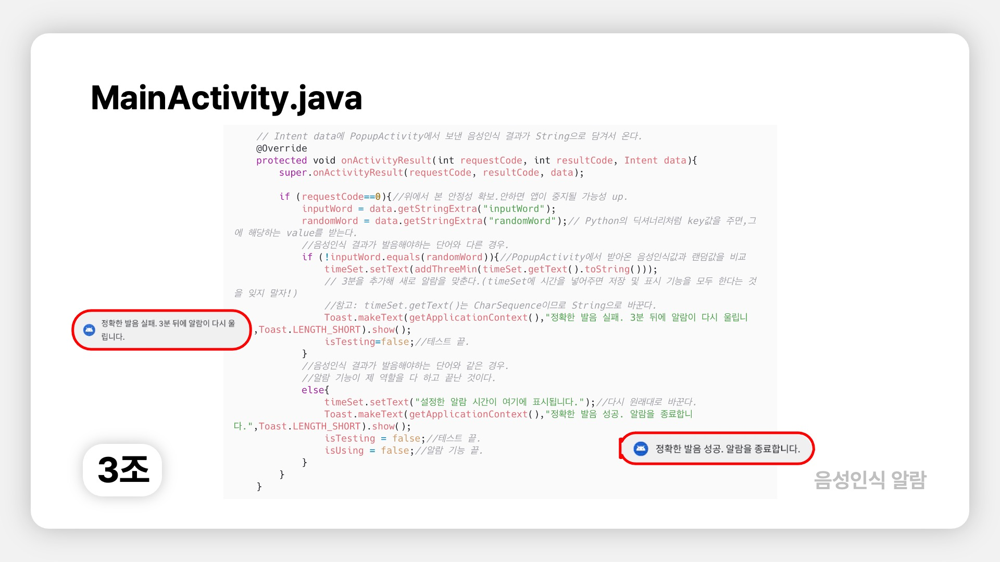 MainActivity.java
// Intent data에 PopupActivity에서 보낸 음성인식 결과가 String으로 담겨서 온다.
@Override
protected void onActivityResult(int requestCode, int resultCode, Intent data){
super.onActivityResult(requestCode, resultCode, data);
if (requestCode==0){//위에서 본 안정성 확보.안하면 앱이 중지될 가능성 up.
inputWord = data.getStringExtra("inputWord");
randomWord = data.getStringExtra("randomWord");// Python의 딕셔너리처럼 key값을 주면,그
에 해당하는 value를 받는다.
//음성인식 결과가 발음해야하는 단어와 다른 경우.
if (!inputWord.equals(randomWord)){//PopupActivity에서 받아온 음성인식값과 랜덤값을 비교
timeSet.setText(addThreeMin(timeSet.getText().toString()));
// 3분을 추가해 새로 알람을 맞춘다.(timeSet에 시간을 넣어주면 저장 및 표시 기능을 모두 한다는 것
을 잊지 말자!)
//참고: timeSet.getText()는 CharSequence이므로 String으로 바꾼다.
Toast.makeText(getApplicationContext(),"정확한 발음 실패. 3분 뒤에 알람이 다시 울립니
,Toast.LENGTH_SHORT).show();
isTesting=false;//테스트 끝.
}
//음성인식 결과가 발음해야하는 단어와 같은 경우.
//알람 기능이 제 역할을 다 하고 끝난 것이다.
else{
timeSet.setText("설정한 알람 시간이 여기에 표시됩니다.");//다시 원래대로 바꾼다.
Toast.makeText(getApplicationContext(),"정확한 발음 성공. 알람을 종료합니
다.",Toast.LENGTH_SHORT).show();
isTesting = false;//테스트 끝.
isUsing = false;//알람 기능 끝.
}
}
}
정확한 발음 실패. 3분 뒤에 알람이 다시 울
립니다.
정확한 발음 성공. 알람을 종료합니다.
3조
음성인식 알람